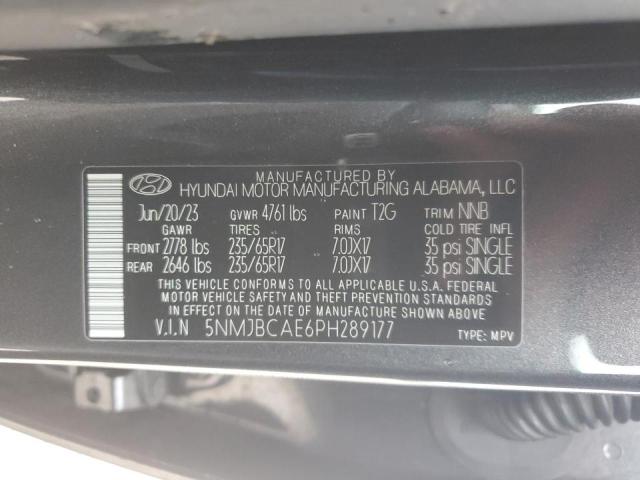 MANUFACTURED BY
HYUNDAI MOTOR MANUFACTURING ALABAMA, LLC
Jun/20/23 GVWR 4761 lbs PAINT T2G TRIM NNB
GAWR TIRES RIMS COLD TIRE INFL
FRONT 2778 lbs 235/65R17 7.0JX17 35 psi SINGLE
REAR 2646 lbs 235/65R17 7.0JX17 35 psi SINGLE
THIS VEHICLE CONFORMS TO ALL APPLICABLE U.S.A. FEDERAL
MOTOR VEHICLE SAFETY AND THEFT PREVENTION STANDARDS
IN EFFECT ON THE DATE OF MANUFACTURE SHOWN ABOVE.
V.I.N 5NMJBCAE6PH289177 TYPE: MPV